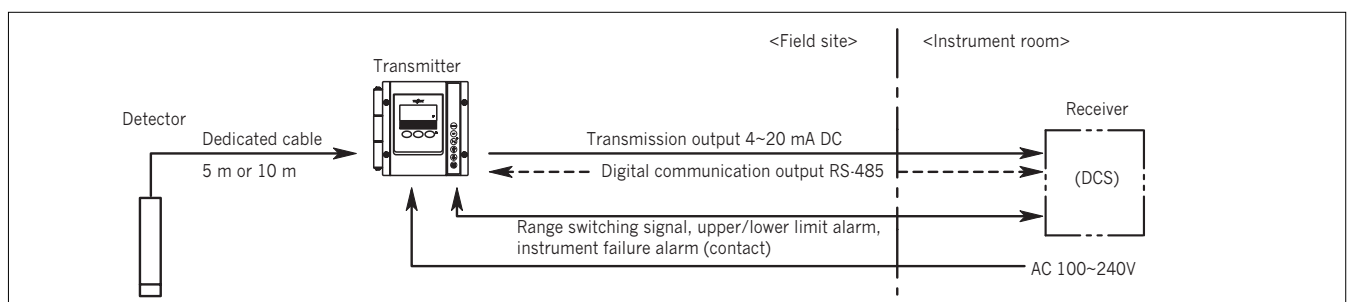 <Field site>
<Instrument room>
Transmitter
Detector
Receiver
Dedicated cable
5 m or 10 m
Transmission output 4~20 mA DC
Digital communication output RS-485
(DCS)
Range switching signal, upper/lower limit alarm,
instrument failure alarm (contact)
AC 100~240V